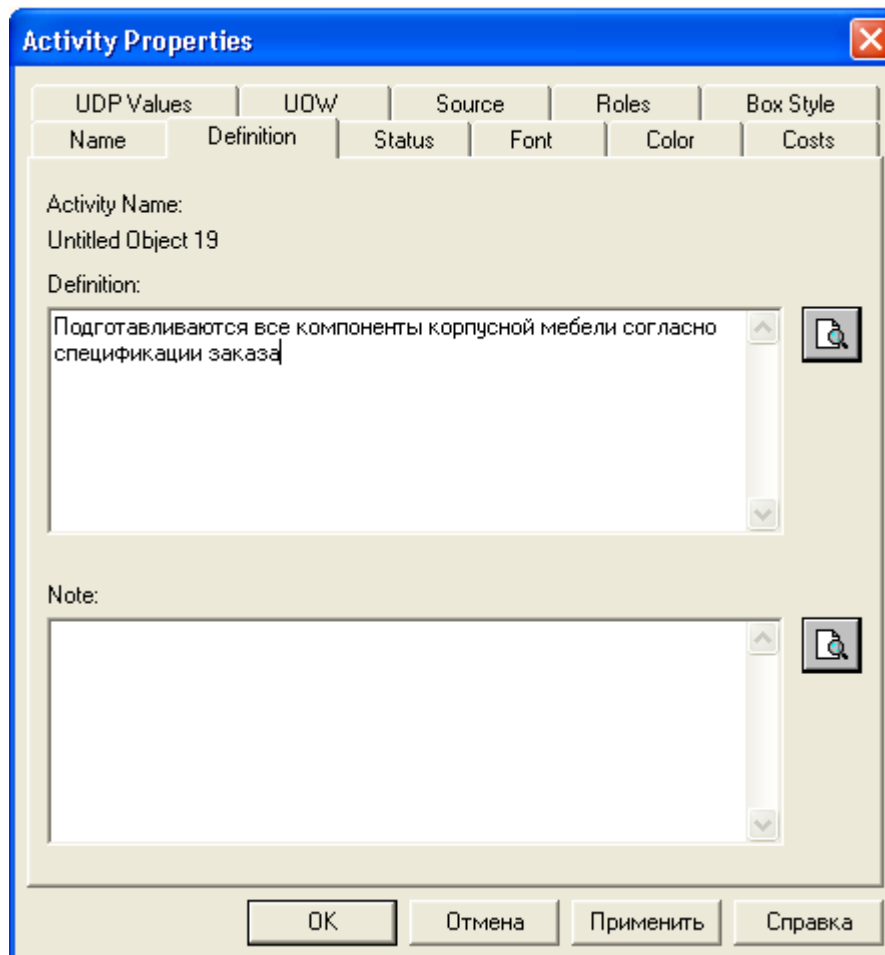 Activity Properties
UDP Values UOW Source Roles Box Style
Name Definition Status Font Color Costs
Activity Name:
Untitled Object 19
Definition:
Подготавливаются все компоненты корпусной мебели согласно
спецификации заказа
Note:
OK Отмена Применить Справка